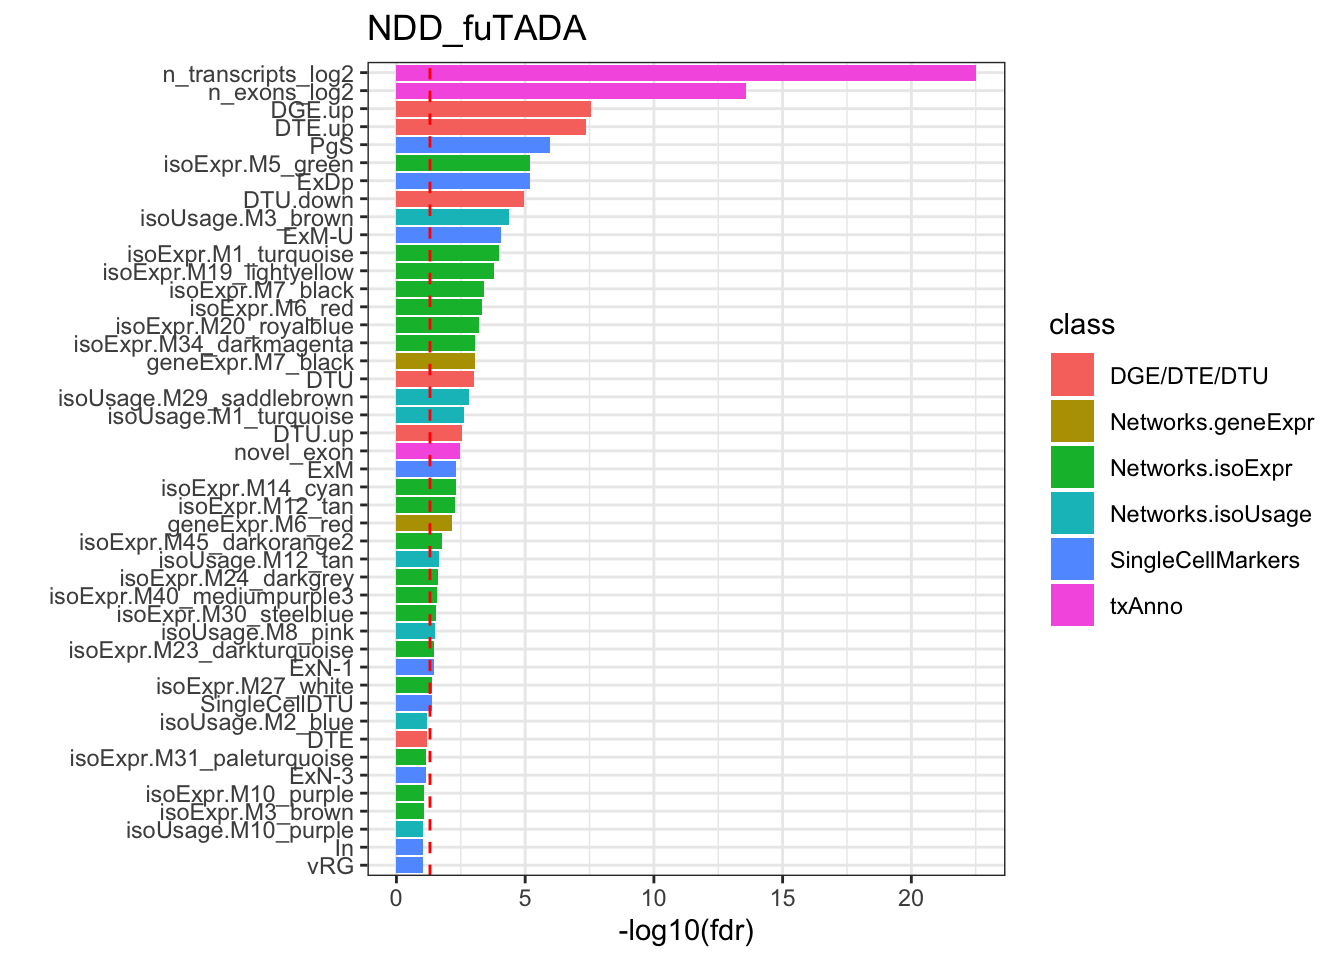 NDD_fuTADA
n_transcripts_log2
n_exons_log2
DGE.up
DTE.up
PgS
isoExpr.M5_green
ExDp
DTU.down
isoUsage.M3_brown
ExM-U
isoExpr.M1_turquoise
isoExpr.M19_lightyellow
isoExpr.M7_black
isoExpr.M6_red
isoExpr.M20_royalblue
isoExpr.M34_darkmagenta
geneExpr.M7_black
DTU
isoUsage.M29_saddlebrown
isoUsage.M1_turquoise
DTU.up
novel_exon
ExM
isoExpr.M14_cyan
isoExpr.M12_tan
geneExpr.M6_red
isoExpr.M45_darkorange2
isoUsage.M12_tan
isoExpr.M24_darkgrey
isoExpr.M40_mediumpurple3
isoExpr.M30_steelblue
isoUsage.M8_pink
isoExpr.M23_darkturquoise
ExN-1
isoExpr.M27_white
SingleCellDTU
isoUsage.M2_blue
DTE
isoExpr.M31_paleturquoise
ExN-3
isoExpr.M10_purple
isoExpr.M3_brown
isoUsage.M10_purple
In
vRG
0 5 10 15 20
-log10(fdr)
class
DGE/DTE/DTU
Networks.geneExpr
Networks.isoExpr
Networks.isoUsage
SingleCellMarkers
txAnno